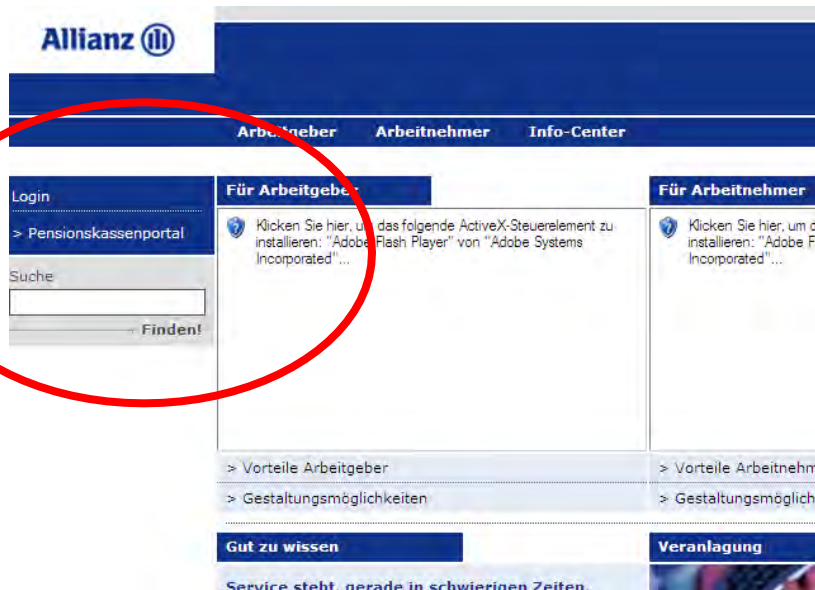 Allianz
Arbeitgeber Arbeitnehmer Info-Center
Login
> Pensionskassenportal
Suche
Finden!
Für Arbeitgeber
Klicken Sie hier, um das folgende ActiveX-Steuerelement zu
installieren: "Adobe Flash Player" von "Adobe Systems
Incorporated"...
> Vorteile Arbeitgeber
> Gestaltungsmöglichkeiten
Für Arbeitnehmer
Klicken Sie hier, um d
installieren: "Adobe F
Incorporated"...
> Vorteile Arbeitnehm
> Gestaltungsmöglich
Gut zu wissen
Service steht, gerade in schwierigen Zeiten,
Veranlagung